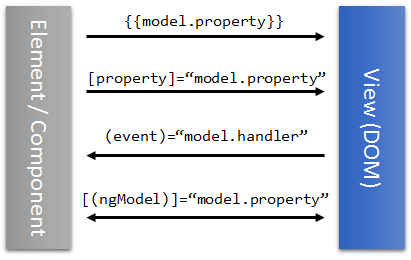 Element / Component
{{model.property}}
[property]=“model.property”
(event)=“model.handler”
[(ngModel)]=“model.property”
View (DOM)